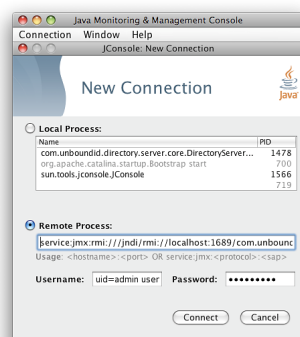 Java Monitoring & Management Console
Connection Window Help
JConsole: New Connection
New Connection
Java
Local Process:
Name PID
com.unboundid.directory.server.core.DirectoryServer... 1478
org.apache.catalina.startup.Bootstrap start 700
sun.tools.jconsole.JConsole 1566
719
Remote Process:
service:jmx:rmi:///jndi/rmi://localhost:1689/com.unbounc
Usage: <hostname>:<port> OR service:jmx:<protocol>:<sap>
Username: uid=admin user Password: •••••••••
Connect Cancel